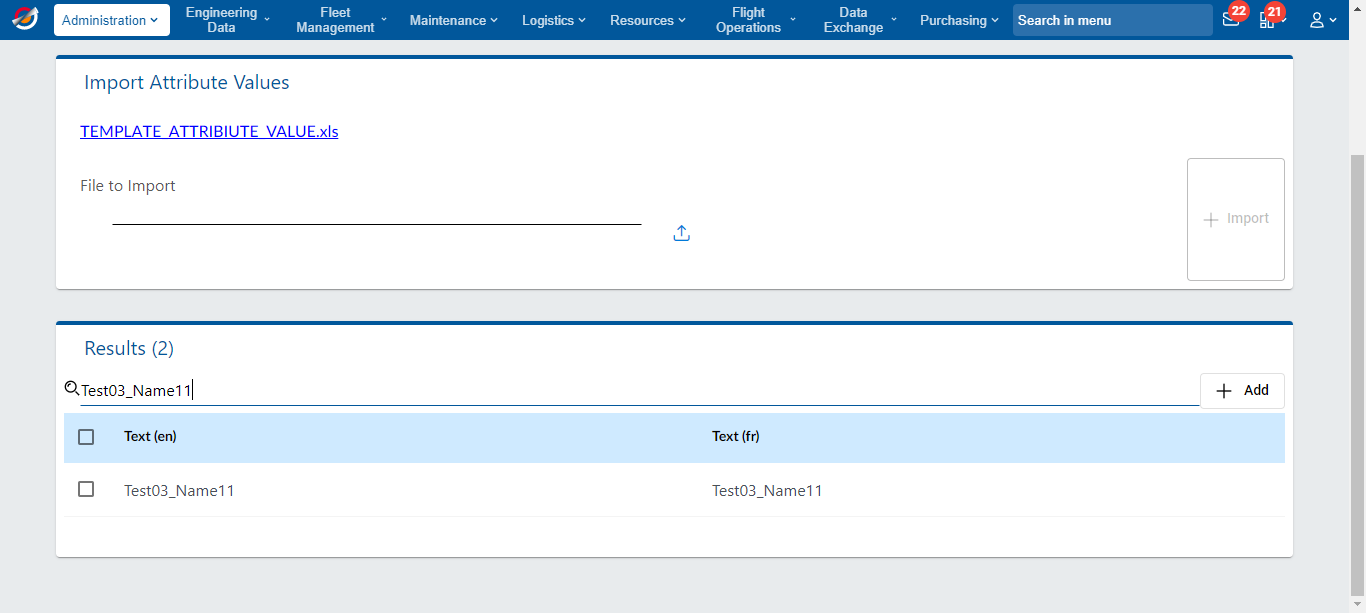 Administration
Engineering Data
Fleet Management
Maintenance
Logistics
Resources
Flight Operations
Data Exchange
Purchasing
Search in menu
22
21
Import Attribute Values
TEMPLATE_ATTRIBIUTE_VALUE.xls
File to Import
Import
Results (2)
Test03_Name11
Add
Text (en)
Text (fr)
Test03_Name11
Test03_Name11